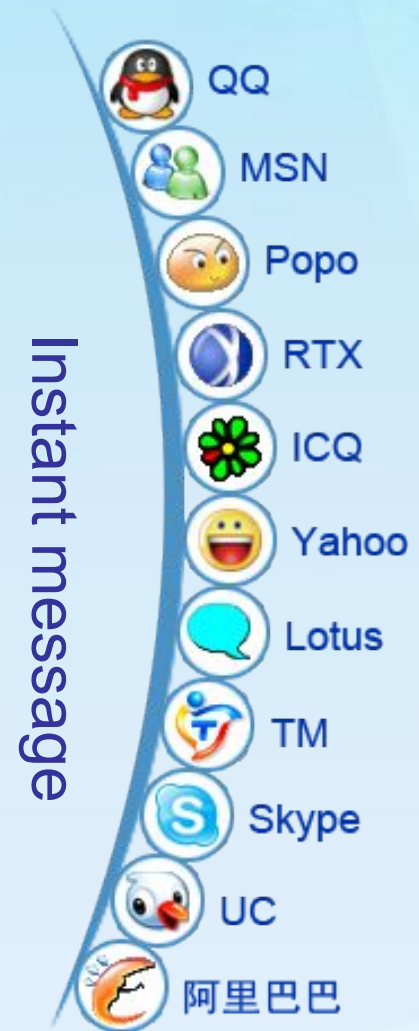 Instant message
QQ
MSN
Popo
RTX
ICQ
Yahoo
Lotus
TM
Skype
UC
阿里巴巴